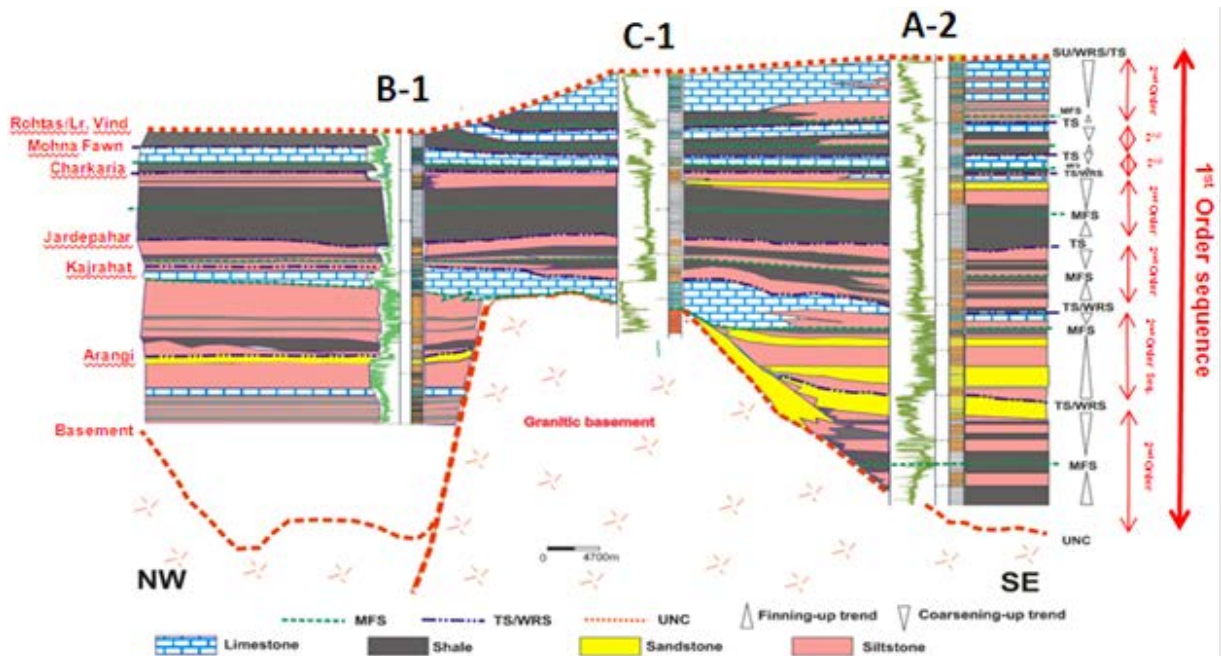 A-2
C-1
B-1
SU/WRS/TS
2nd Order
Rohtas/Lr, Vind
MFS
TS
Mohna Fawn
TS
Charkaria
TS/WRS
2nd Order
MFS
Jardepahar
TS
Kajrahat
2nd Order
MFS
TS/WRS
MFS
Arangi
2nd Order Seq.
TS/WRS
1st Order sequence
Basement
Granitic basement
2nd Order
MFS
0 4700m
UNC
NW
SE
MFS TS/WRS UNC Finning-up trend Coarsening-up trend
Limestone Shale Sandstone Siltstone